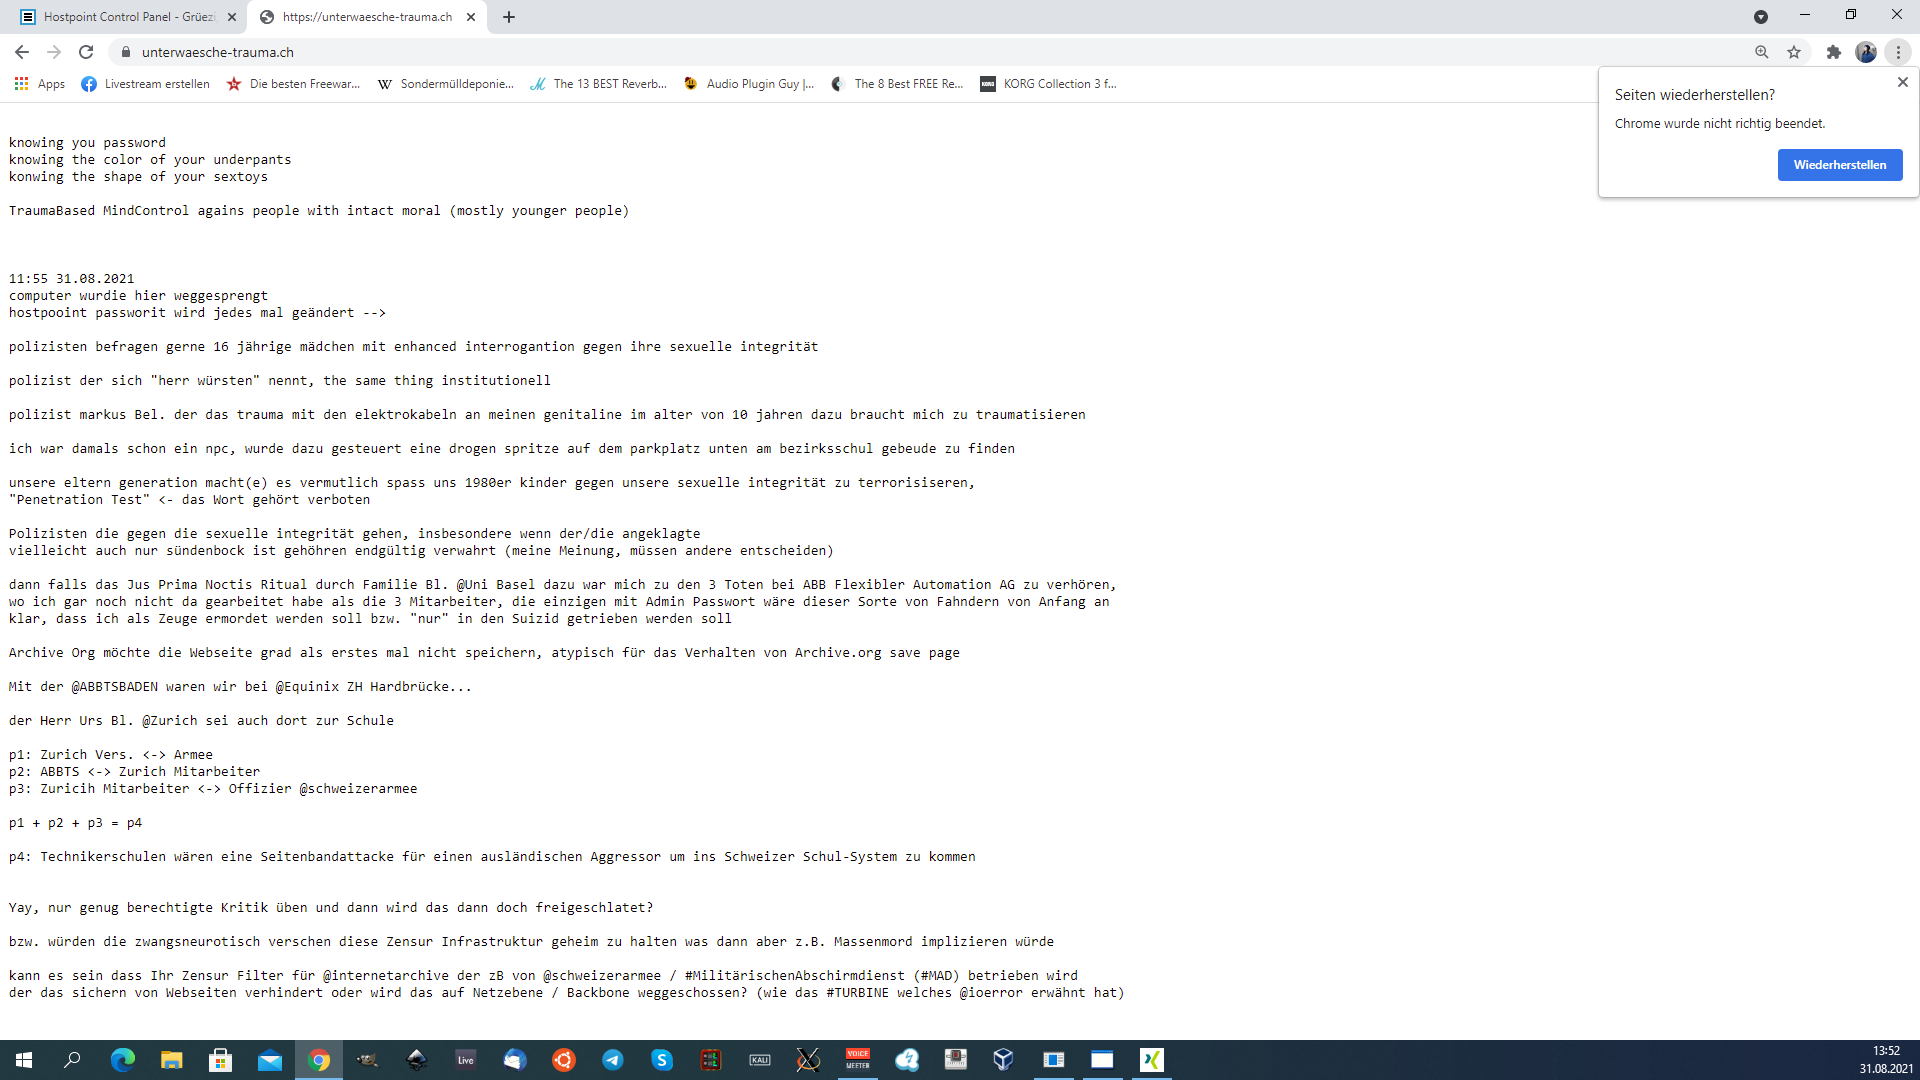 Hostpoint Control Panel - Grüezi
https://unterwaesche-trauma.ch
unterwaesche-trauma.ch
Apps
Livestream erstellen
Die besten Freewar...
Sondermülldeponie...
The 13 BEST Reverb...
Audio Plugin Guy |...
The 8 Best FREE Re...
KORG Collection 3 f...
Seiten wiederherstellen?
Chrome wurde nicht richtig beendet.
Wiederherstellen
knowing you password
knowing the color of your underpants
konwing the shape of your sextoys
TraumaBased MindControl agains people with intact moral (mostly younger people)
11:55 31.08.2021
computer wurdie hier weggesprengt
hostpooint passworit wird jedes mal geändert -->
polizisten befragen gerne 16 jährige mädchen mit enhanced interrogantion gegen ihre sexuelle integrität
polizist der sich "herr würsten" nennt, the same thing institutionell
polizist markus Bel. der das trauma mit den elektrokabeln an meinen genitaline im alter von 10 jahren dazu braucht mich zu traumatisieren
ich war damals schon ein npc, wurde dazu gesteuert eine drogen spritze auf dem parkplatz unten am bezirksschul gebeude zu finden
unsere eltern generation macht(e) es vermutlich spass uns 1980er kinder gegen unsere sexuelle integrität zu terrorisiseren,
"Penetration Test" <- das Wort gehört verboten
Polizisten die gegen die sexuelle integrität gehen, insbesondere wenn der/die angeklagte
vielleicht auch nur sündenbock ist gehöhren endgültig verwahrt (meine Meinung, müssen andere entscheiden)
dann falls das Jus Prima Noctis Ritual durch Familie Bl. @Uni Basel dazu war mich zu den 3 Toten bei ABB Flexibler Automation AG zu verhören,
wo ich gar noch nicht da gearbeitet habe als die 3 Mitarbeiter, die einzigen mit Admin Passwort wäre dieser Sorte von Fahndern von Anfang an
klar, dass ich als Zeuge ermordet werden soll bzw. "nur" in den Suizid getrieben werden soll
Archive Org möchte die Webseite grad als erstes mal nicht speichern, atypisch für das Verhalten von Archive.org save page
Mit der @ABBTSBADEN waren wir bei @Equinix ZH Hardbrücke...
der Herr Urs Bl. @Zurich sei auch dort zur Schule
p1: Zurich Vers. <-> Armee
p2: ABBTS <-> Zurich Mitarbeiter
p3: Zuricih Mitarbeiter <-> Offizier @schweizerarmee
p1 + p2 + p3 = p4
p4: Technikerschulen wären eine Seitenbandattacke für einen ausländischen Aggressor um ins Schweizer Schul-System zu kommen
Yay, nur genug berechtigte Kritik üben und dann wird das dann doch freigeschlatet?
bzw. würden die zwangsneurotisch verschen diese Zensur Infrastruktur geheim zu halten was dann aber z.B. Massenmord implizieren würde
kann es sein dass Ihr Zensur Filter für @internetarchive der zB von @schweizerarmee / #MilitärischenAbschirmdienst (#MAD) betrieben wird
der das sichern von Webseiten verhindert oder wird das auf Netzebene / Backbone weggeschossen? (wie das #TURBINE welches @ioerror erwähnt hat)
Live
KALI
VOICE
MEETER
13:52
31.08.2021